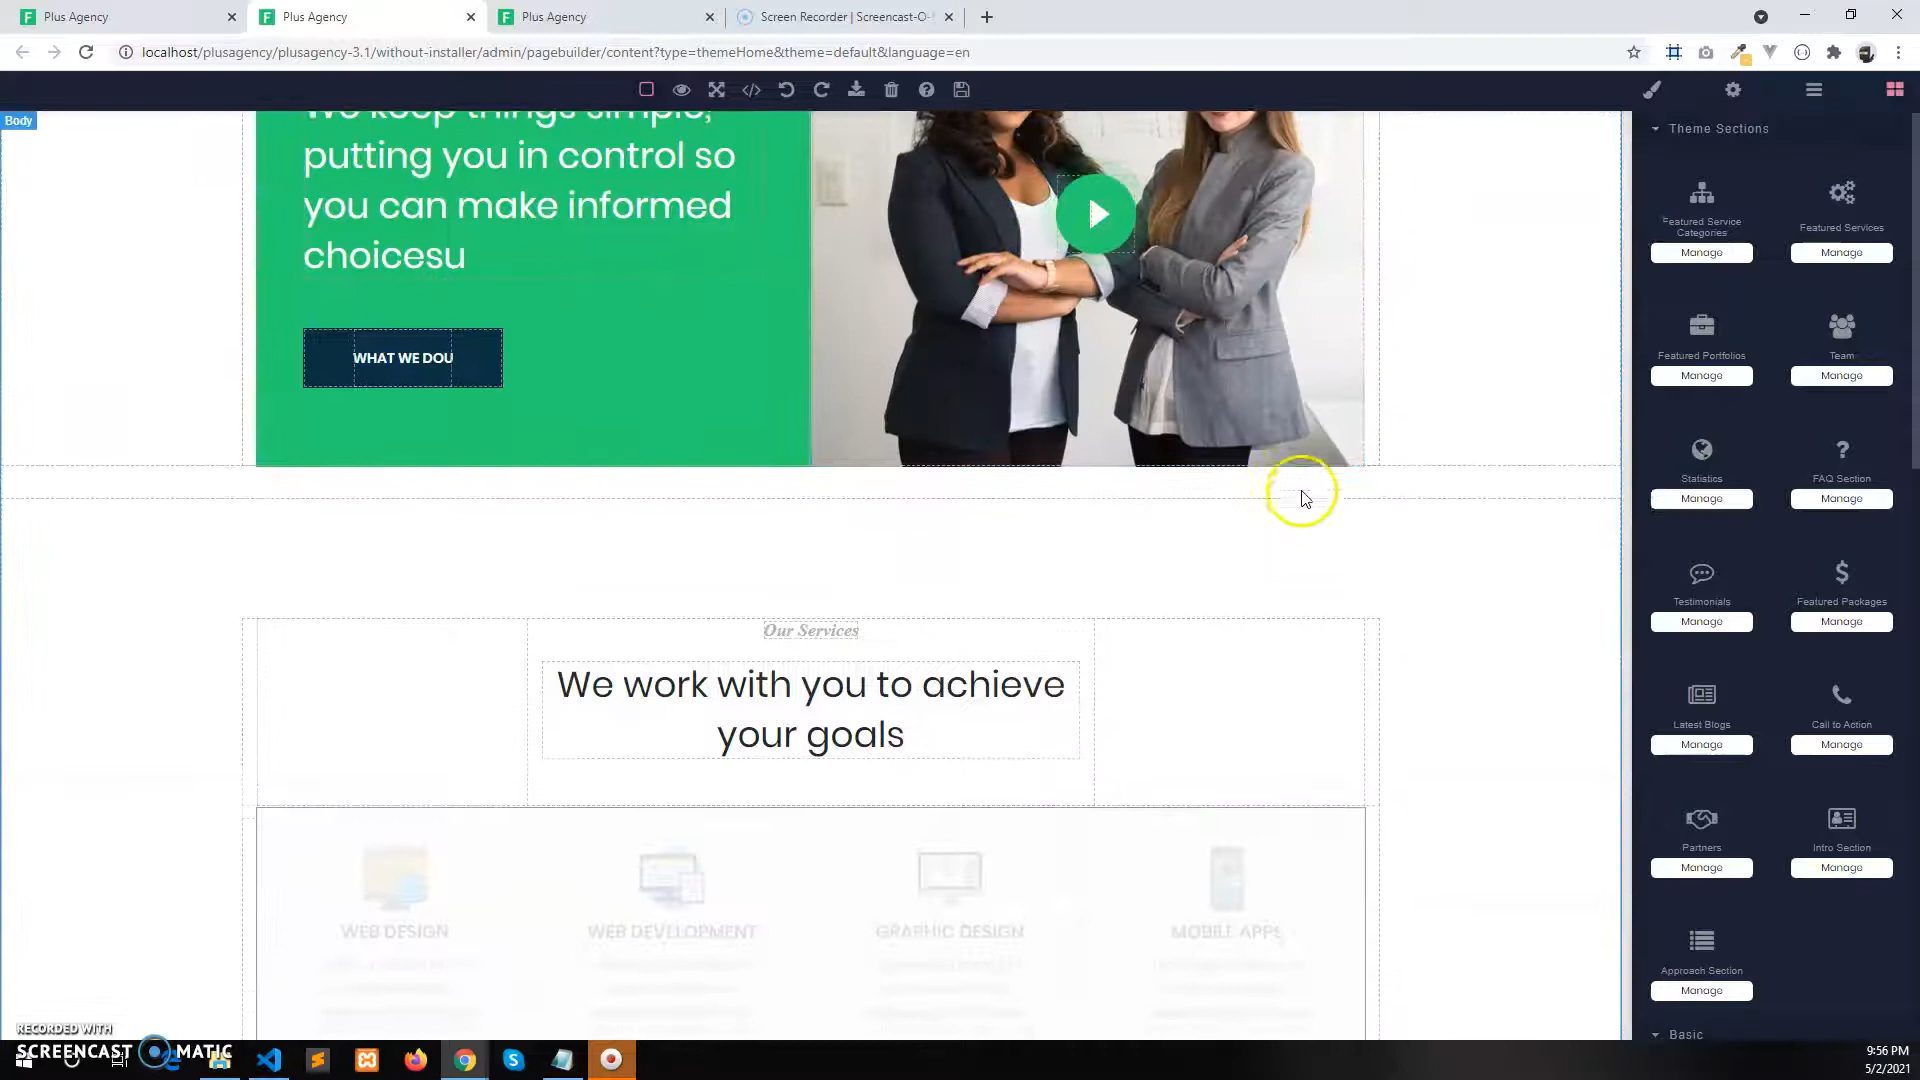 Plus Agency
Plus Agency
Plus Agency
Screen Recorder | Screencast-O-
localhost/plusagency/plusagency-3.1/without-installer/admin/pagebuilder/content?type=themeHome&theme=default&language=en
Body
We keep things simple,
putting you in control so
you can make informed
choicesu
WHAT WE DOU
Our Services
We work with you to achieve
your goals
WEB DESIGN
WEB DEVELOPMENT
GRAPHIC DESIGN
MOBILE APPS
Theme Sections
Featured Service
Categories
Manage
Featured Services
Manage
Featured Portfolios
Manage
Team
Manage
Statistics
Manage
FAQ Section
Manage
Testimonials
Manage
Featured Packages
Manage
Latest Blogs
Manage
Call to Action
Manage
Partners
Manage
Intro Section
Manage
Approach Section
Manage
Basic
RECORDED WITH
SCREENCAST MATIC
9:56 PM
5/2/2021